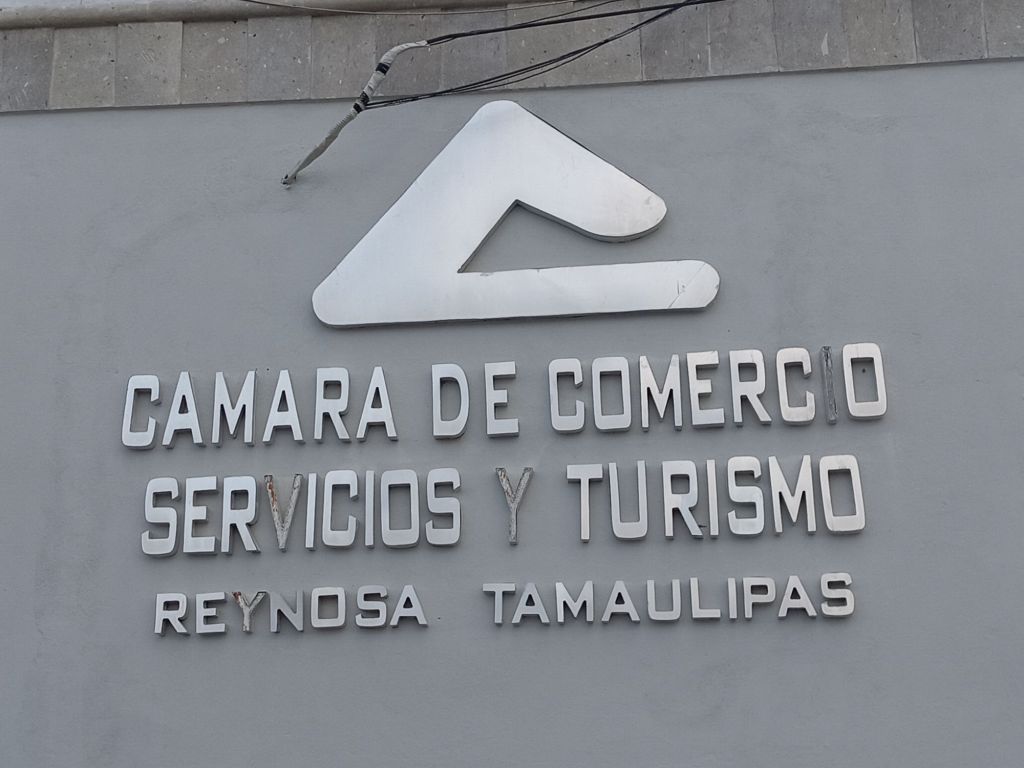 CAMARA DE COMERCIO
SERVICIOS Y TURISMO
REYNOSA TAMAULIPAS